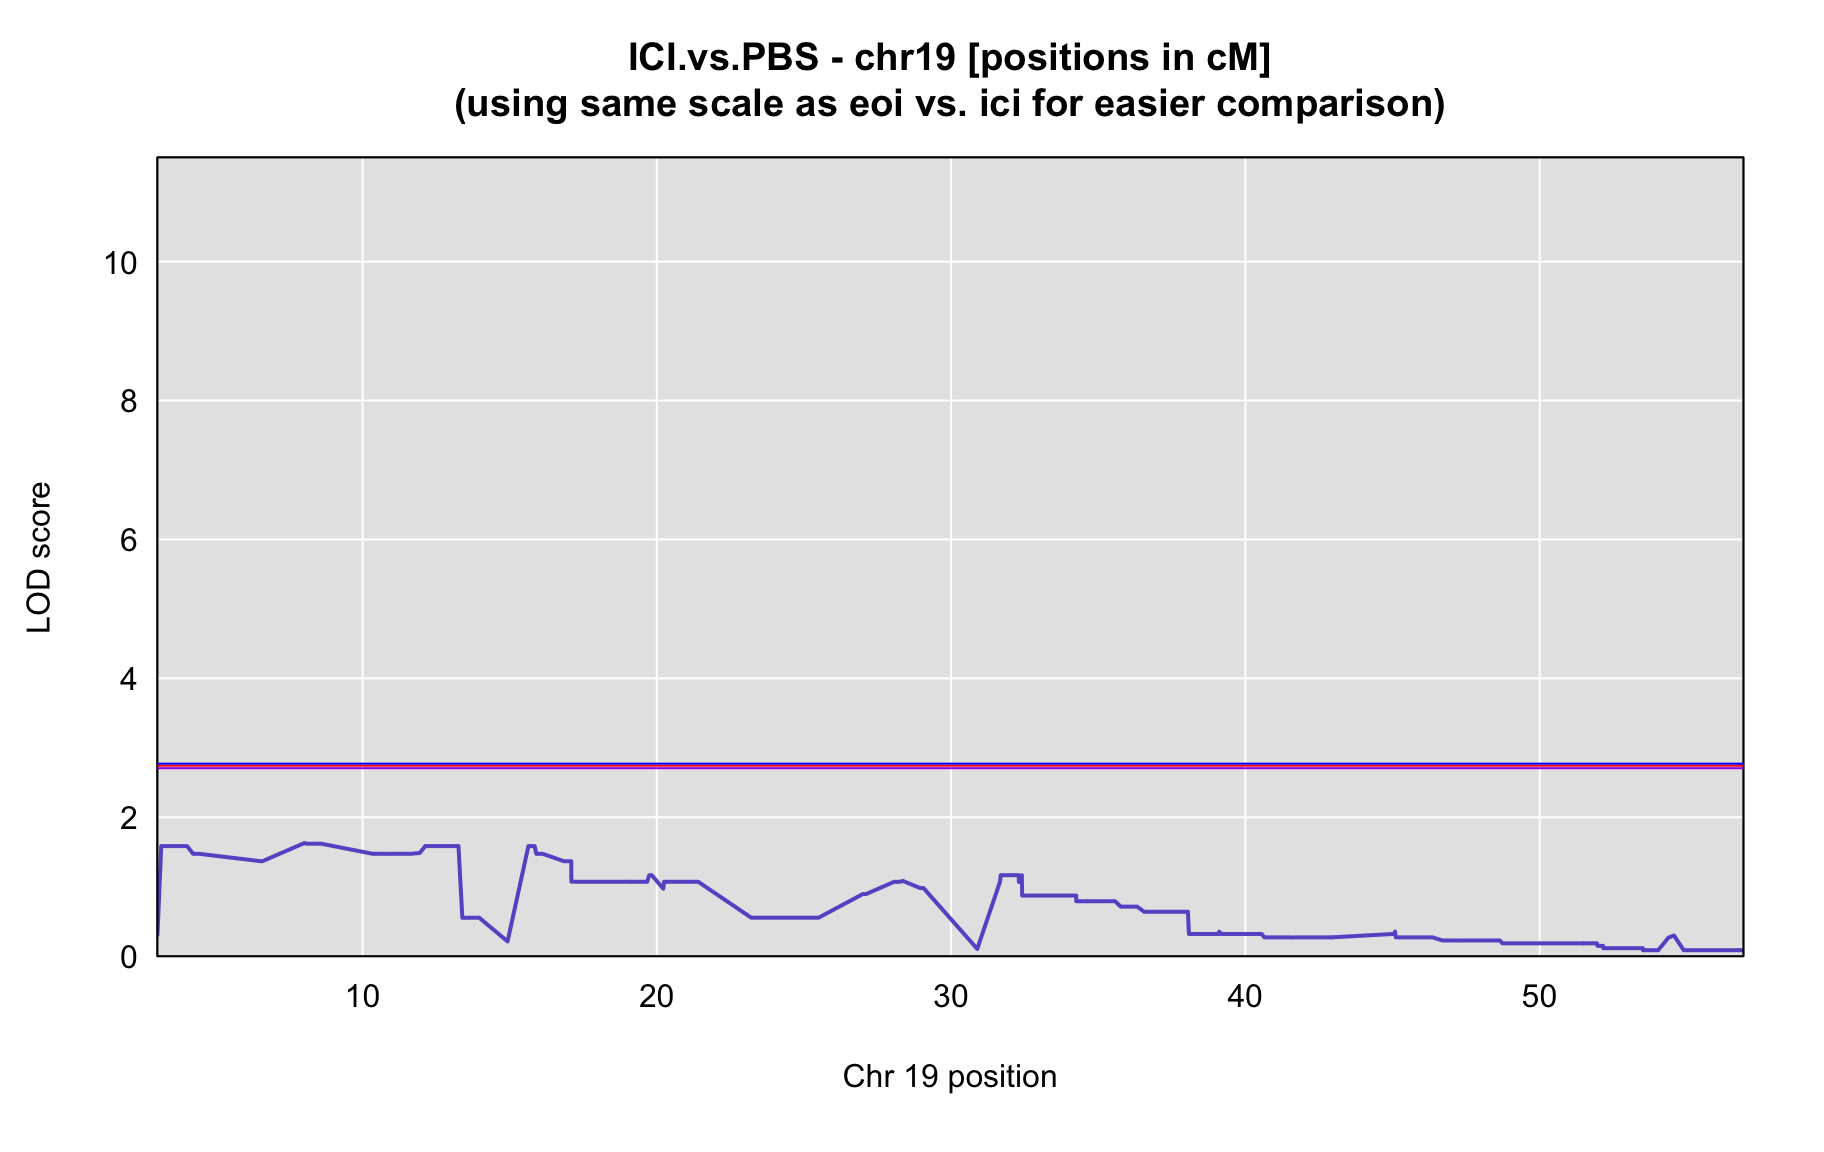 ICI.vs.PBS - chr19 [positions in cM]
(using same scale as eoi vs. ici for easier comparison)
10
8
6
4
2
0
LOD score
10 20 30 40 50
Chr 19 position